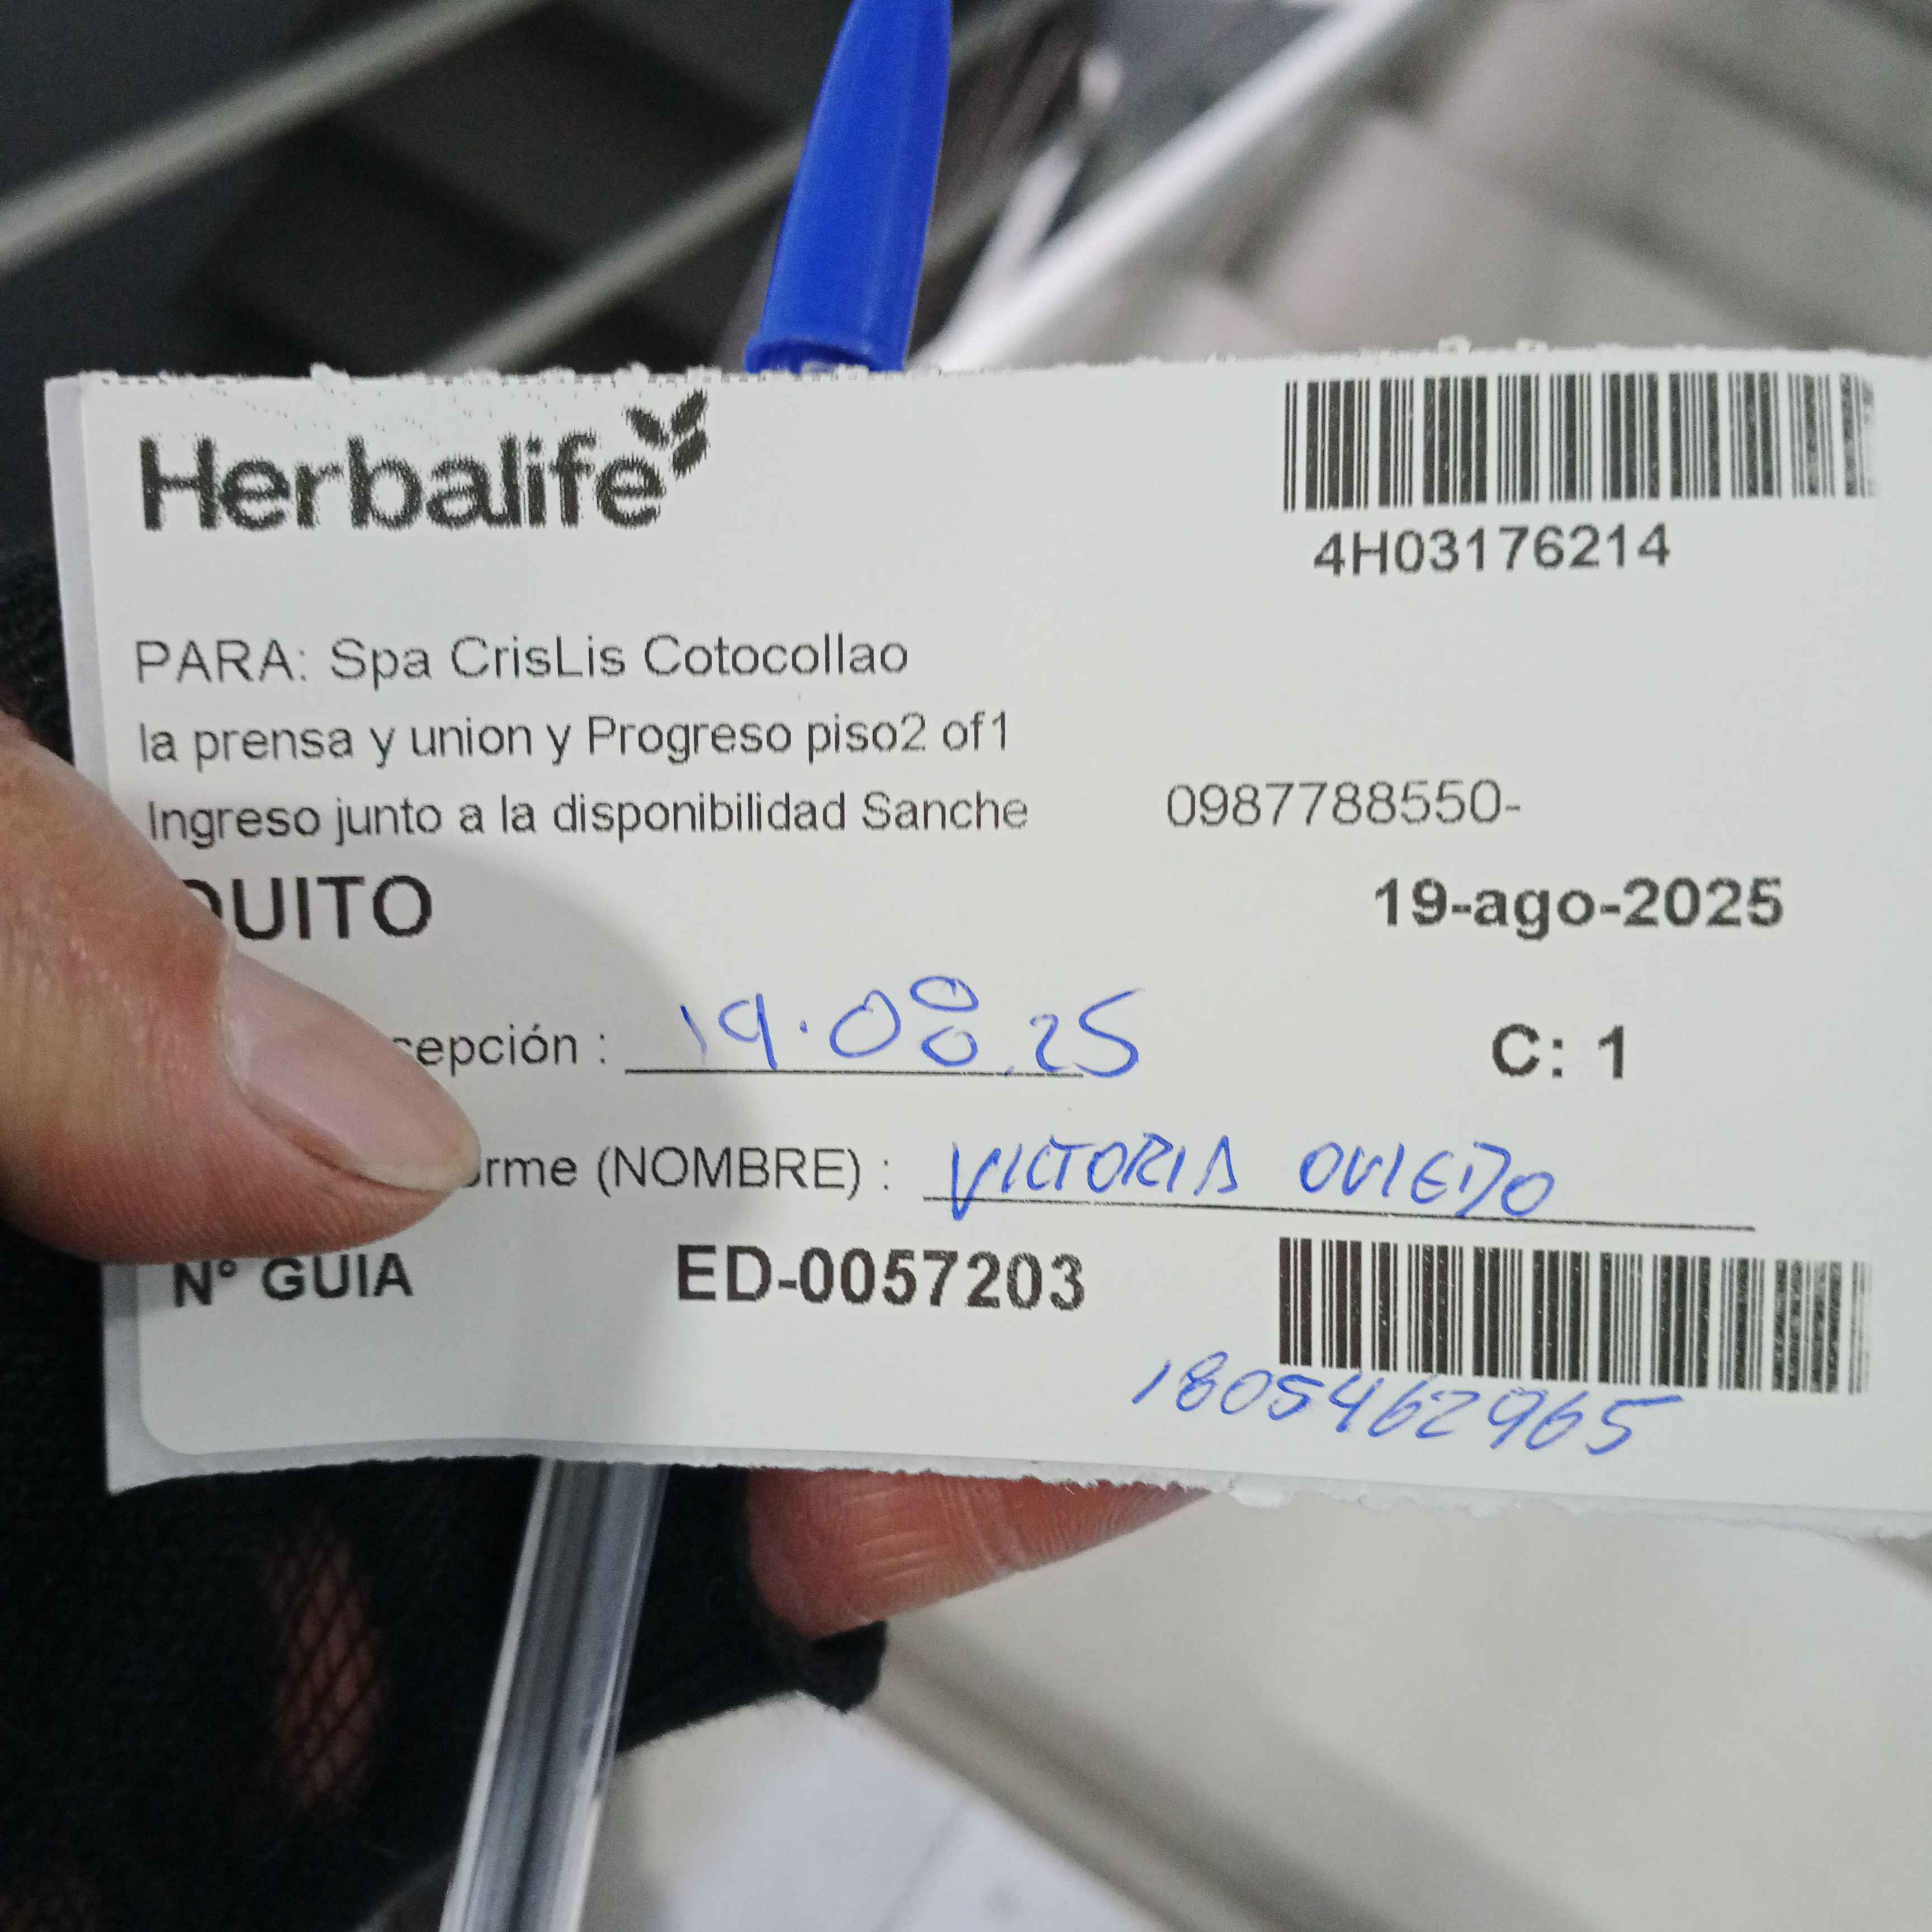 Herbalife
4H03176214
PARA: Spa CrisLis Cotocollao
la prensa y union y Progreso piso2 of1
Ingreso junto a la disponibilidad Sanche 0987788550-
QUITO
19-ago-2025
cepción : 19.08.25
C: 1
rme (NOMBRE) : VICTORIA OVIEDO
N° GUIA ED-0057203
1805462965